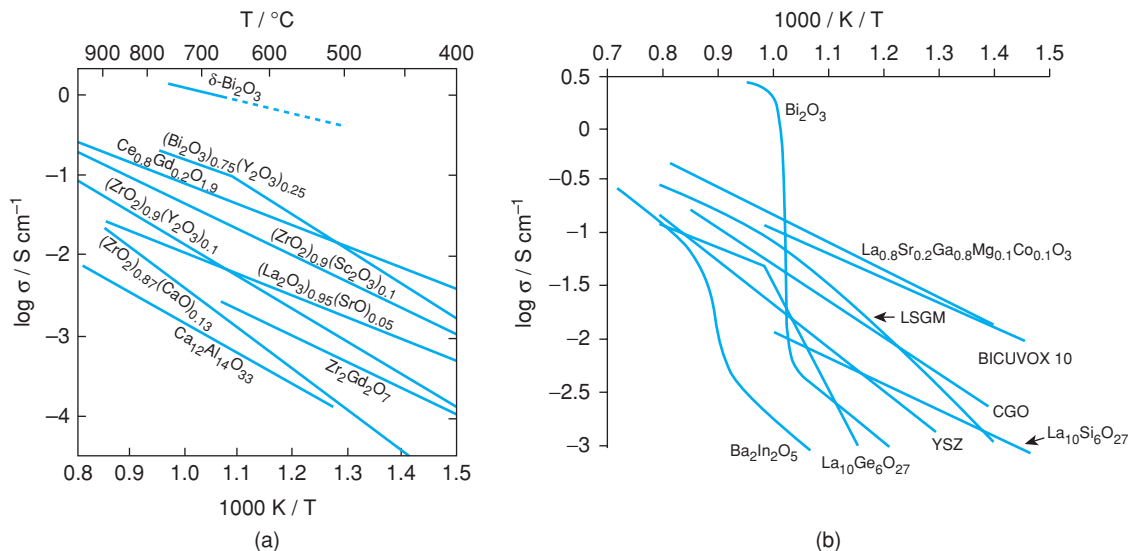 T / °C
900 800 700 600 500 400
0
−1
−2
−3
−4
log σ / S cm⁻¹
δ-Bi₂O₃
(Bi₂O₃)₀.₇₅(Y₂O₃)₀.₂₅
Ce₀.₈Gd₀.₂O₁.₉
(ZrO₂)₀.₉(Y₂O₃)₀.₁
(ZrO₂)₀.₉(Sc₂O₃)₀.₁
(ZrO₂)₀.₈₇(CaO)₀.₁₃
(La₂O₃)₀.₉₅(SrO)₀.₀₅
Ca₁₂Al₁₄O₃₃
Zr₂Gd₂O₇
0.8 0.9 1.0 1.1 1.2 1.3 1.4 1.5
1000 K / T
(a)
1000 / K / T
0.7 0.8 0.9 1.0 1.1 1.2 1.3 1.4 1.5
0.5
0
−0.5
−1
−1.5
−2
−2.5
−3
log σ / S cm⁻¹
Bi₂O₃
La₀.₈Sr₀.₂Ga₀.₈Mg₀.₁Co₀.₁O₃
LSGM
BICUVOX 10
CGO
La₁₀Si₆O₂₇
YSZ
Ba₂In₂O₅
La₁₀Ge₆O₂₇
(b)